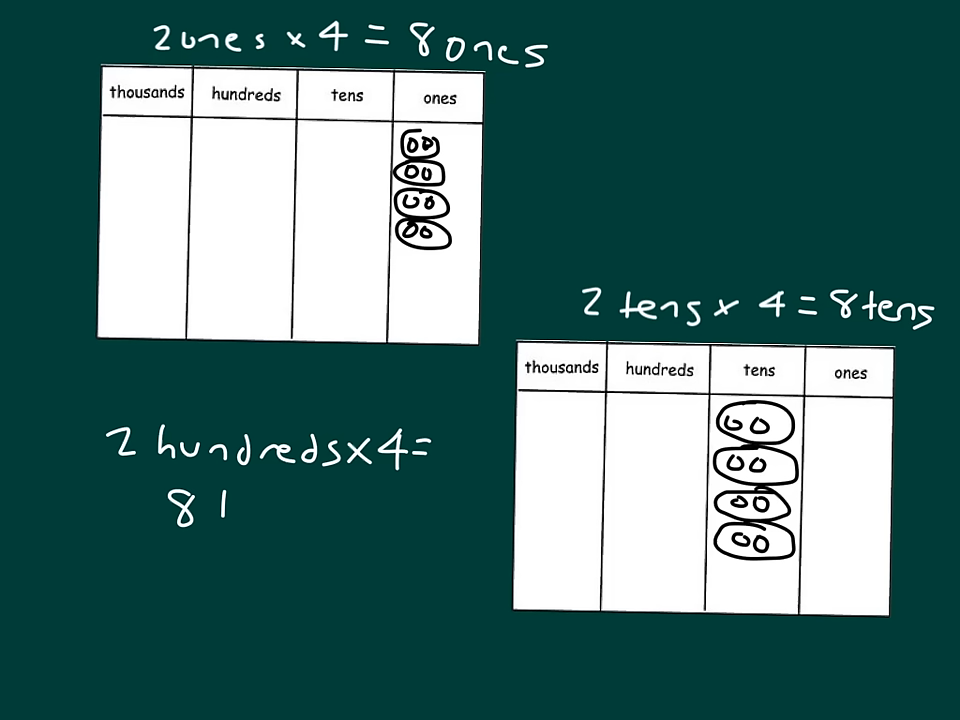 2 ones x 4 = 8 ones
thousands hundreds tens ones
2 tens x 4 = 8 tens
thousands hundreds tens ones
2 hundreds x 4 =
8 |